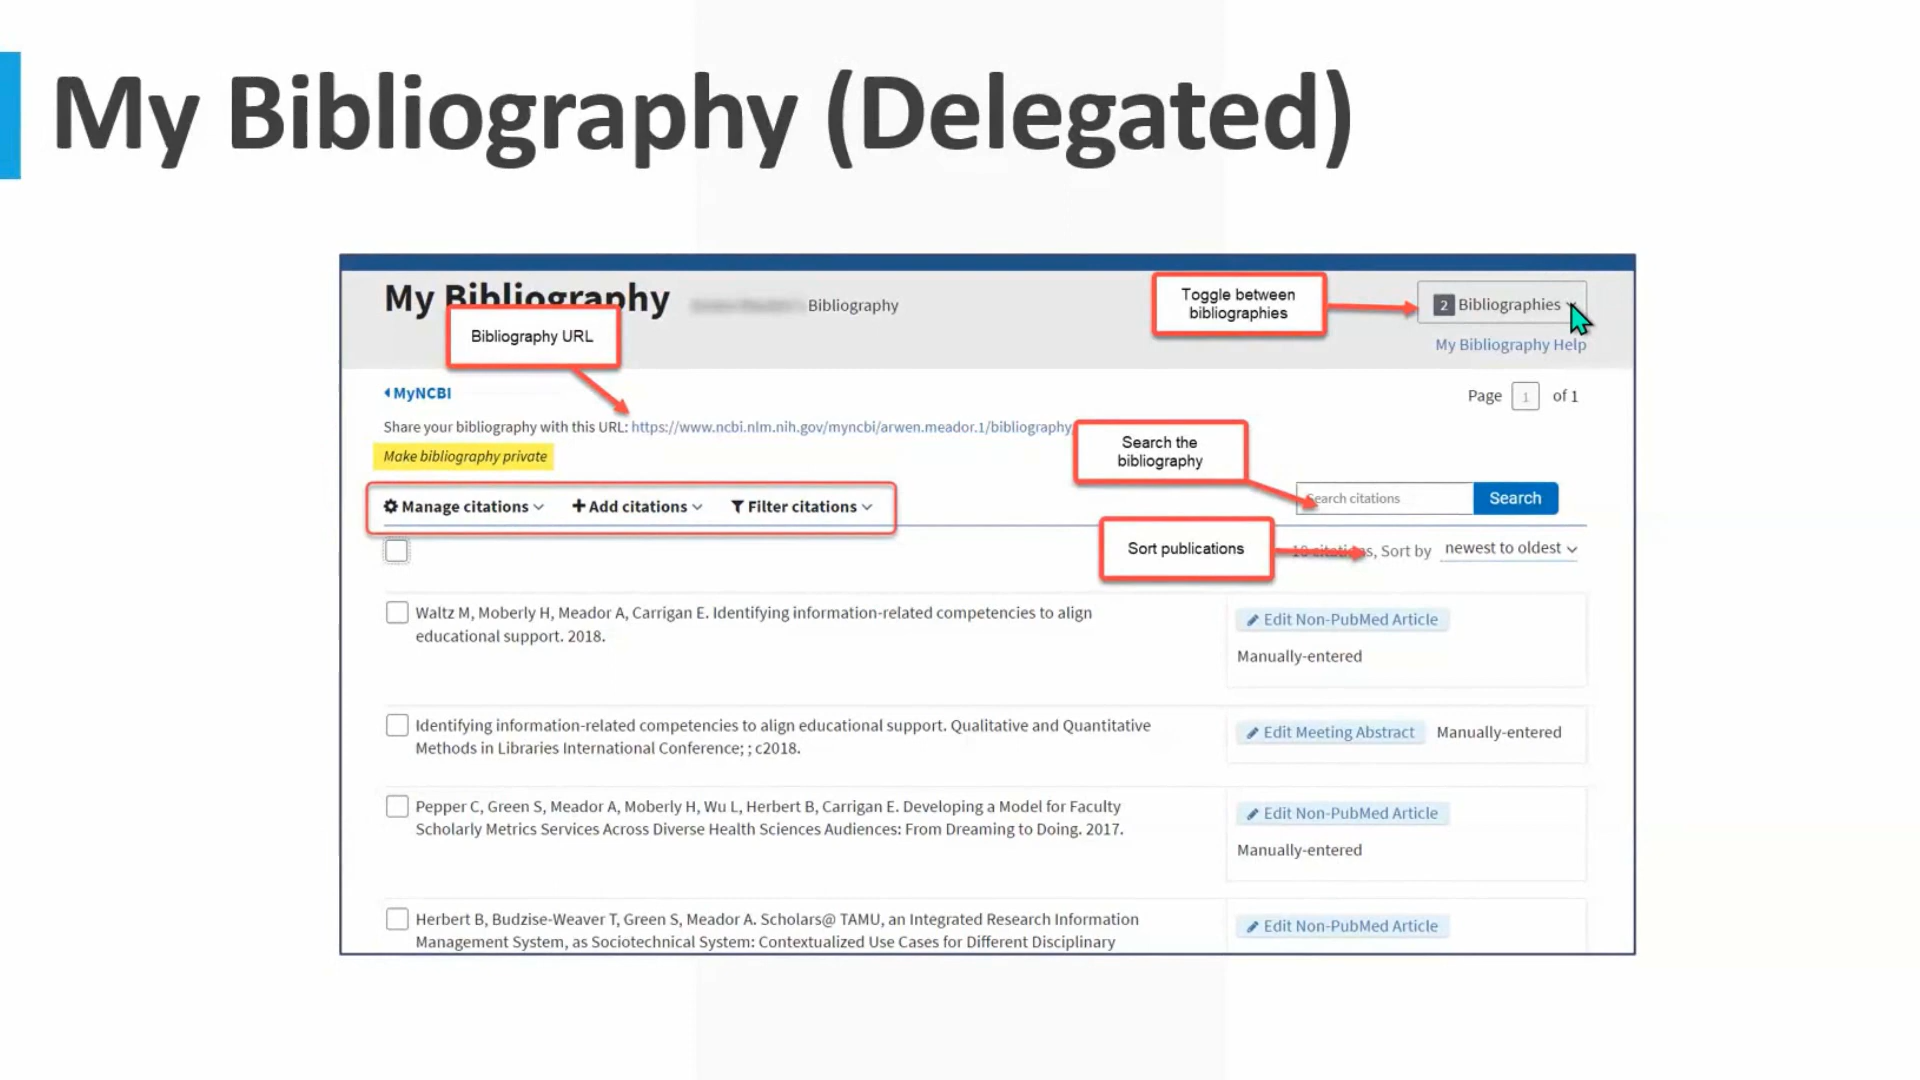 My Bibliography (Delegated)
My Bibliography
Bibliography
Toggle between
bibliographies
2 Bibliographies
My Bibliography Help
Bibliography URL
MyNCBI
Page 1 of 1
Share your bibliography with this URL: https://www.ncbi.nlm.nih.gov/myncbi/arwen.meador.1/bibliography
Make bibliography private
Search the
bibliography
Manage citations
Add citations
Filter citations
Search citations
Search
Sort publications
citations, Sort by newest to oldest
Waltz M, Moberly H, Meador A, Carrigan E. Identifying information-related competencies to align
educational support. 2018.
Edit Non-PubMed Article
Manually-entered
Identifying information-related competencies to align educational support. Qualitative and Quantitative
Methods in Libraries International Conference; ; c2018.
Edit Meeting Abstract Manually-entered
Pepper C, Green S, Meador A, Moberly H, Wu L, Herbert B, Carrigan E. Developing a Model for Faculty
Scholarly Metrics Services Across Diverse Health Sciences Audiences: From Dreaming to Doing. 2017.
Edit Non-PubMed Article
Manually-entered
Herbert B, Budzise-Weaver T, Green S, Meador A. Scholars@ TAMU, an Integrated Research Information
Management System, as Sociotechnical System: Contextualized Use Cases for Different Disciplinary
Edit Non-PubMed Article